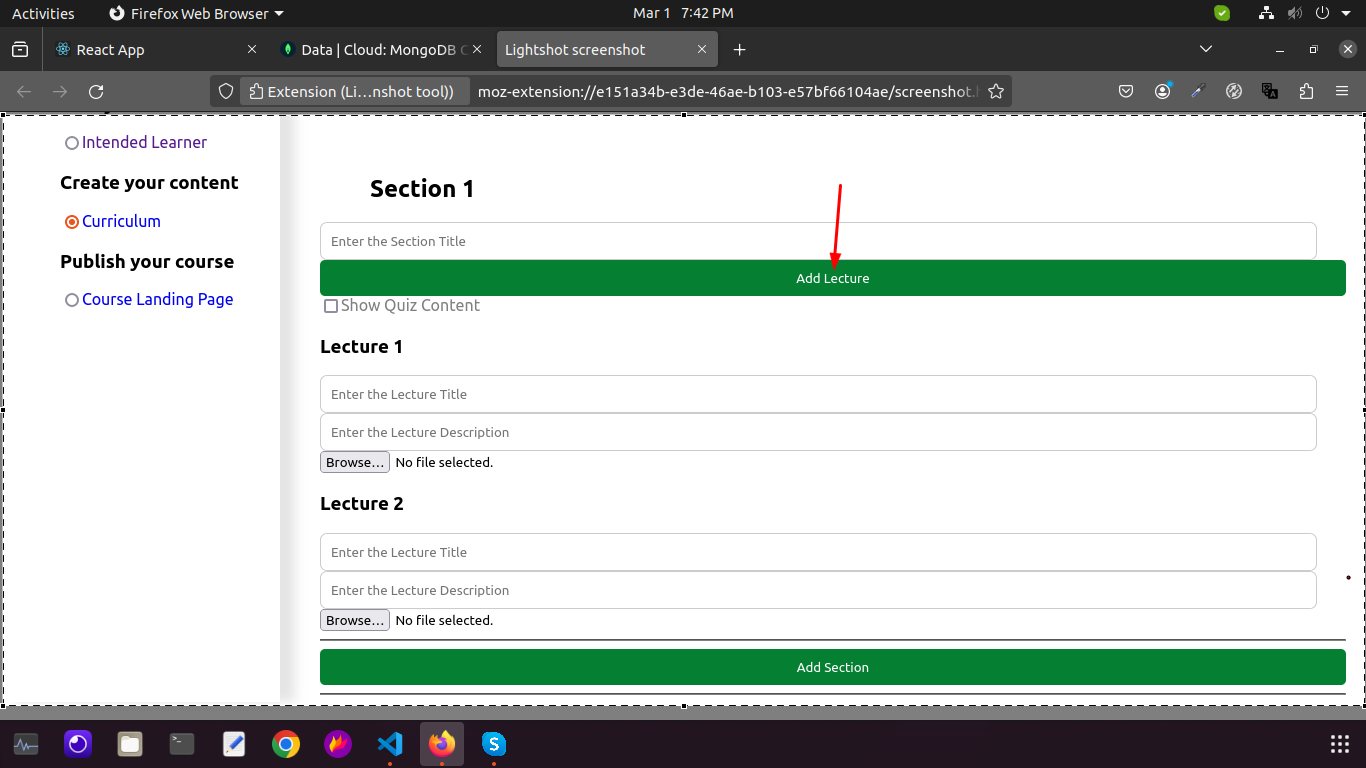 Activities Firefox Web Browser Mar 1 7:42 PM
React App Data | Cloud: MongoDB Lightshot screenshot
Extension (Li...nshot tool)) moz-extension://e151a34b-e3de-46ae-b103-e57bf66104ae/screenshot.
Intended Learner
Create your content
Curriculum
Publish your course
Course Landing Page
Section 1
Enter the Section Title
Add Lecture
Show Quiz Content
Lecture 1
Enter the Lecture Title
Enter the Lecture Description
Browse... No file selected.
Lecture 2
Enter the Lecture Title
Enter the Lecture Description
Browse... No file selected.
Add Section